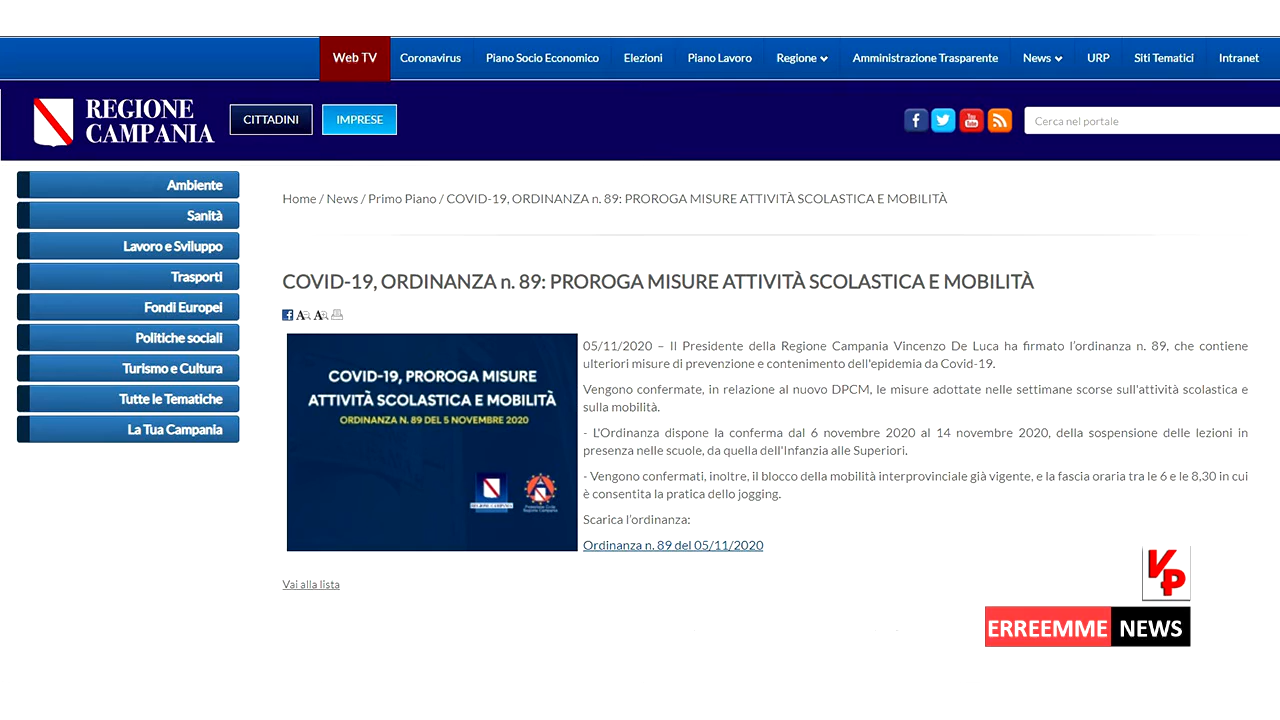 Web TV Coronavirus Piano Socio Economico Elezioni Piano Lavoro Regione Amministrazione Trasparente News URP Siti Tematici Intranet
REGIONE
CAMPANIA
CITTADINI IMPRESE
Cerca nel portale
Ambiente
Sanità
Lavoro e Sviluppo
Trasporti
Fondi Europei
Politiche sociali
Turismo e Cultura
Tutte le Tematiche
La Tua Campania
Home / News / Primo Piano / COVID-19, ORDINANZA n. 89: PROROGA MISURE ATTIVITÀ SCOLASTICA E MOBILITÀ
COVID-19, ORDINANZA n. 89: PROROGA MISURE ATTIVITÀ SCOLASTICA E MOBILITÀ
COVID-19, PROROGA MISURE
ATTIVITÀ SCOLASTICA E MOBILITÀ
ORDINANZA N. 89 DEL 5 NOVEMBRE 2020
REGIONE CAMPANIA
Protezione Civile
Regione Campania
05/11/2020 – Il Presidente della Regione Campania Vincenzo De Luca ha firmato l’ordinanza n. 89, che contiene
ulteriori misure di prevenzione e contenimento dell'epidemia da Covid-19.
Vengono confermate, in relazione al nuovo DPCM, le misure adottate nelle settimane scorse sull'attività scolastica e
sulla mobilità.
- L'Ordinanza dispone la conferma dal 6 novembre 2020 al 14 novembre 2020, della sospensione delle lezioni in
presenza nelle scuole, da quella dell'Infanzia alle Superiori.
- Vengono confermati, inoltre, il blocco della mobilità interprovinciale già vigente, e la fascia oraria tra le 6 e le 8,30 in cui
è consentita la pratica dello jogging.
Scarica l’ordinanza:
Ordinanza n. 89 del 05/11/2020
Vai alla lista
VP
ERREEMME NEWS